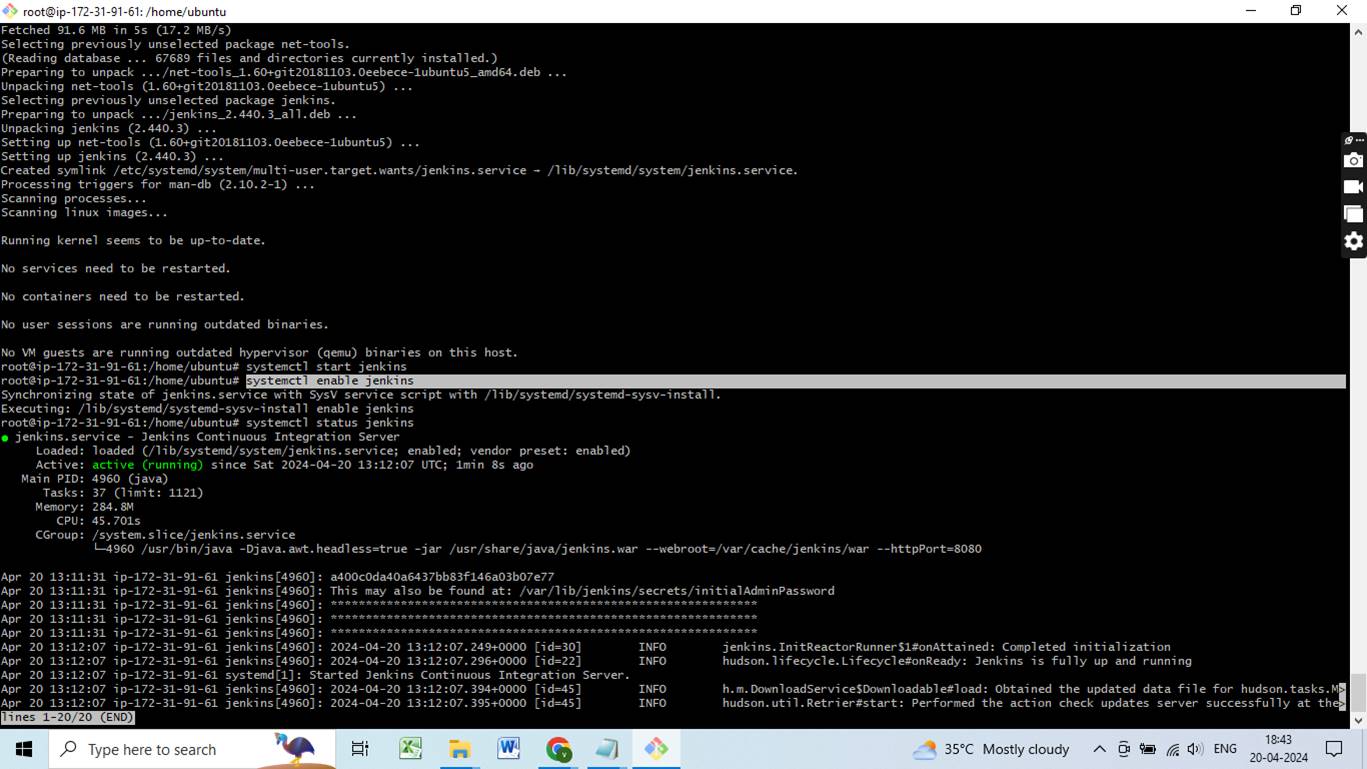 root@ip-172-31-91-61: /home/ubuntu
Fetched 91.6 MB in 5s (17.2 MB/s)
Selecting previously unselected package net-tools.
(Reading database ... 67689 files and directories currently installed.)
Preparing to unpack .../net-tools_1.60+git20181103.0eebece-1ubuntu5_amd64.deb ...
Unpacking net-tools (1.60+git20181103.0eebece-1ubuntu5) ...
Selecting previously unselected package jenkins.
Preparing to unpack .../jenkins_2.440.3_all.deb ...
Unpacking jenkins (2.440.3) ...
Setting up net-tools (1.60+git20181103.0eebece-1ubuntu5) ...
Setting up jenkins (2.440.3) ...
Created symlink /etc/systemd/system/multi-user.target.wants/jenkins.service → /lib/systemd/system/jenkins.service.
Processing triggers for man-db (2.10.2-1) ...
Scanning processes...
Scanning linux images...
Running kernel seems to be up-to-date.
No services need to be restarted.
No containers need to be restarted.
No user sessions are running outdated binaries.
No VM guests are running outdated hypervisor (qemu) binaries on this host.
root@ip-172-31-91-61:/home/ubuntu# systemctl start jenkins
root@ip-172-31-91-61:/home/ubuntu# systemctl enable jenkins
Synchronizing state of jenkins.service with SysV service script with /lib/systemd/systemd-sysv-install.
Executing: /lib/systemd/systemd-sysv-install enable jenkins
root@ip-172-31-91-61:/home/ubuntu# systemctl status jenkins
● jenkins.service - Jenkins Continuous Integration Server
Loaded: loaded (/lib/systemd/system/jenkins.service; enabled; vendor preset: enabled)
Active: active (running) since Sat 2024-04-20 13:12:07 UTC; 1min 8s ago
Main PID: 4960 (java)
Tasks: 37 (limit: 1121)
Memory: 284.8M
CPU: 45.701s
CGroup: /system.slice/jenkins.service
└─4960 /usr/bin/java -Djava.awt.headless=true -jar /usr/share/java/jenkins.war --webroot=/var/cache/jenkins/war --httpPort=8080
Apr 20 13:11:31 ip-172-31-91-61 jenkins[4960]: a400c0da40a6437bb83f146a03b07e77
Apr 20 13:11:31 ip-172-31-91-61 jenkins[4960]: This may also be found at: /var/lib/jenkins/secrets/initialAdminPassword
Apr 20 13:11:31 ip-172-31-91-61 jenkins[4960]: *************************************************************
Apr 20 13:11:31 ip-172-31-91-61 jenkins[4960]: *************************************************************
Apr 20 13:11:31 ip-172-31-91-61 jenkins[4960]: *************************************************************
Apr 20 13:12:07 ip-172-31-91-61 jenkins[4960]: 2024-04-20 13:12:07.249+0000 [id=30] INFO jenkins.InitReactorRunner$1#onAttained: Completed initialization
Apr 20 13:12:07 ip-172-31-91-61 jenkins[4960]: 2024-04-20 13:12:07.296+0000 [id=22] INFO hudson.lifecycle.Lifecycle#onReady: Jenkins is fully up and running
Apr 20 13:12:07 ip-172-31-91-61 systemd[1]: Started Jenkins Continuous Integration Server.
Apr 20 13:12:07 ip-172-31-91-61 jenkins[4960]: 2024-04-20 13:12:07.394+0000 [id=45] INFO h.m.DownloadService$Downloadable#load: Obtained the updated data file for hudson.tasks.M>
Apr 20 13:12:07 ip-172-31-91-61 jenkins[4960]: 2024-04-20 13:12:07.395+0000 [id=45] INFO hudson.util.Retrier#start: Performed the action check updates server successfully at the>
lines 1-20/20 (END)
Type here to search
35°C Mostly cloudy
ENG
18:43
20-04-2024